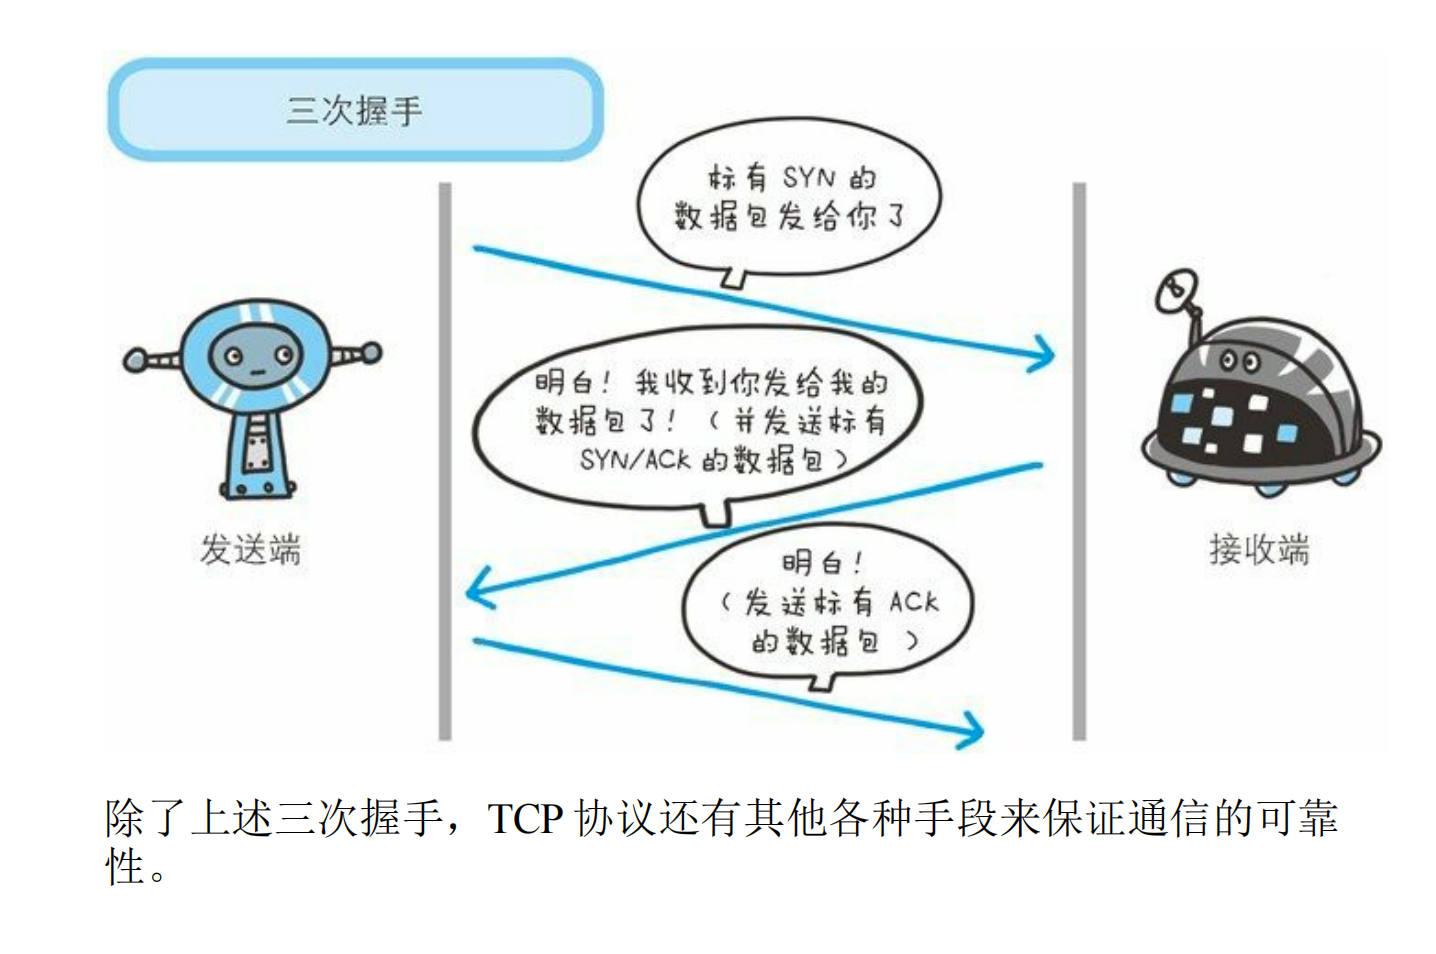 三次握手
标有 SYN 的
数据包发给你了
明白！我收到你发给我的
数据包了！（并发送标有
SYN/ACK 的数据包）
发送端
接收端
明白！
（发送标有 ACK
的数据包 ）
除了上述三次握手，TCP 协议还有其他各种手段来保证通信的可靠
性。